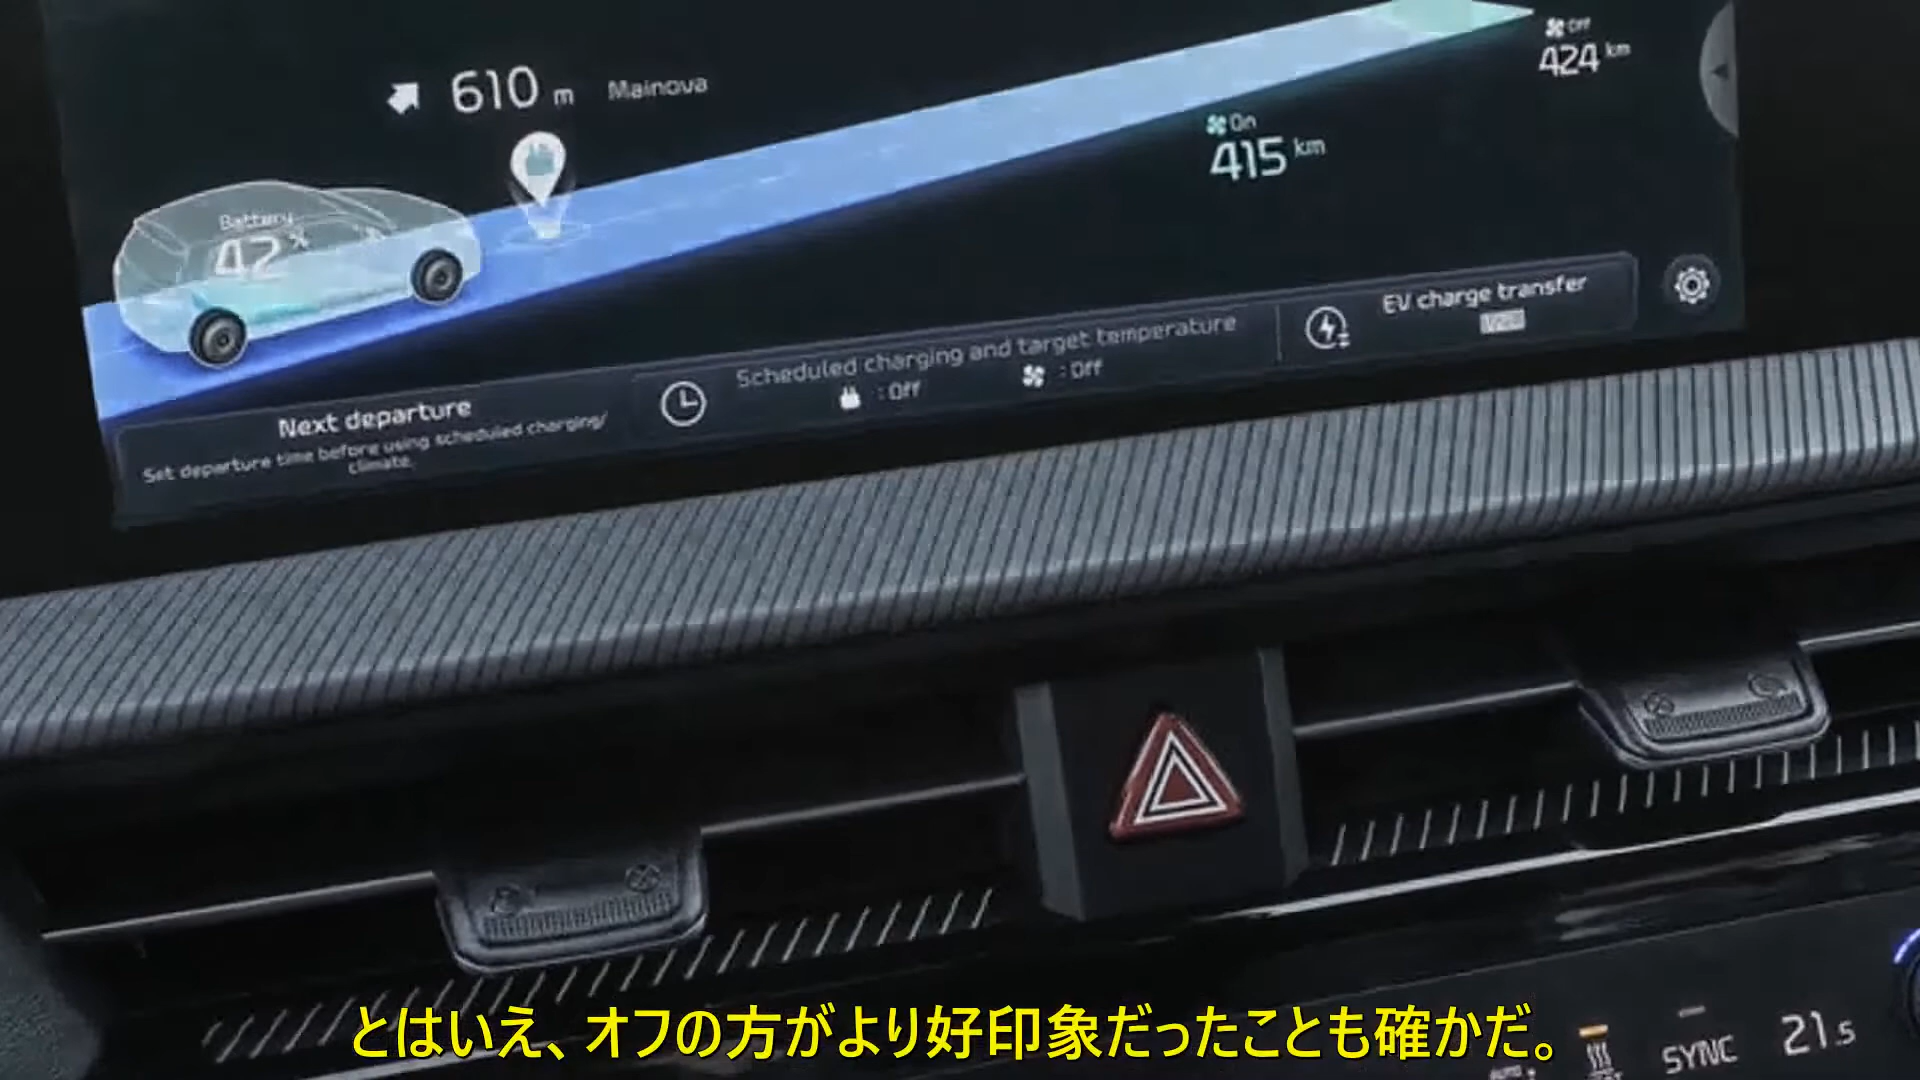 Off
424 km
610 m Mainova
On
415 km
Battery
42
EV charge transfer
Scheduled charging and target temperature
: Off : Off
Next departure
Set departure time before using scheduled charging/
climate.
SYNC 21.5
とはいえ、オフの方がより好印象だったことも確かだ。